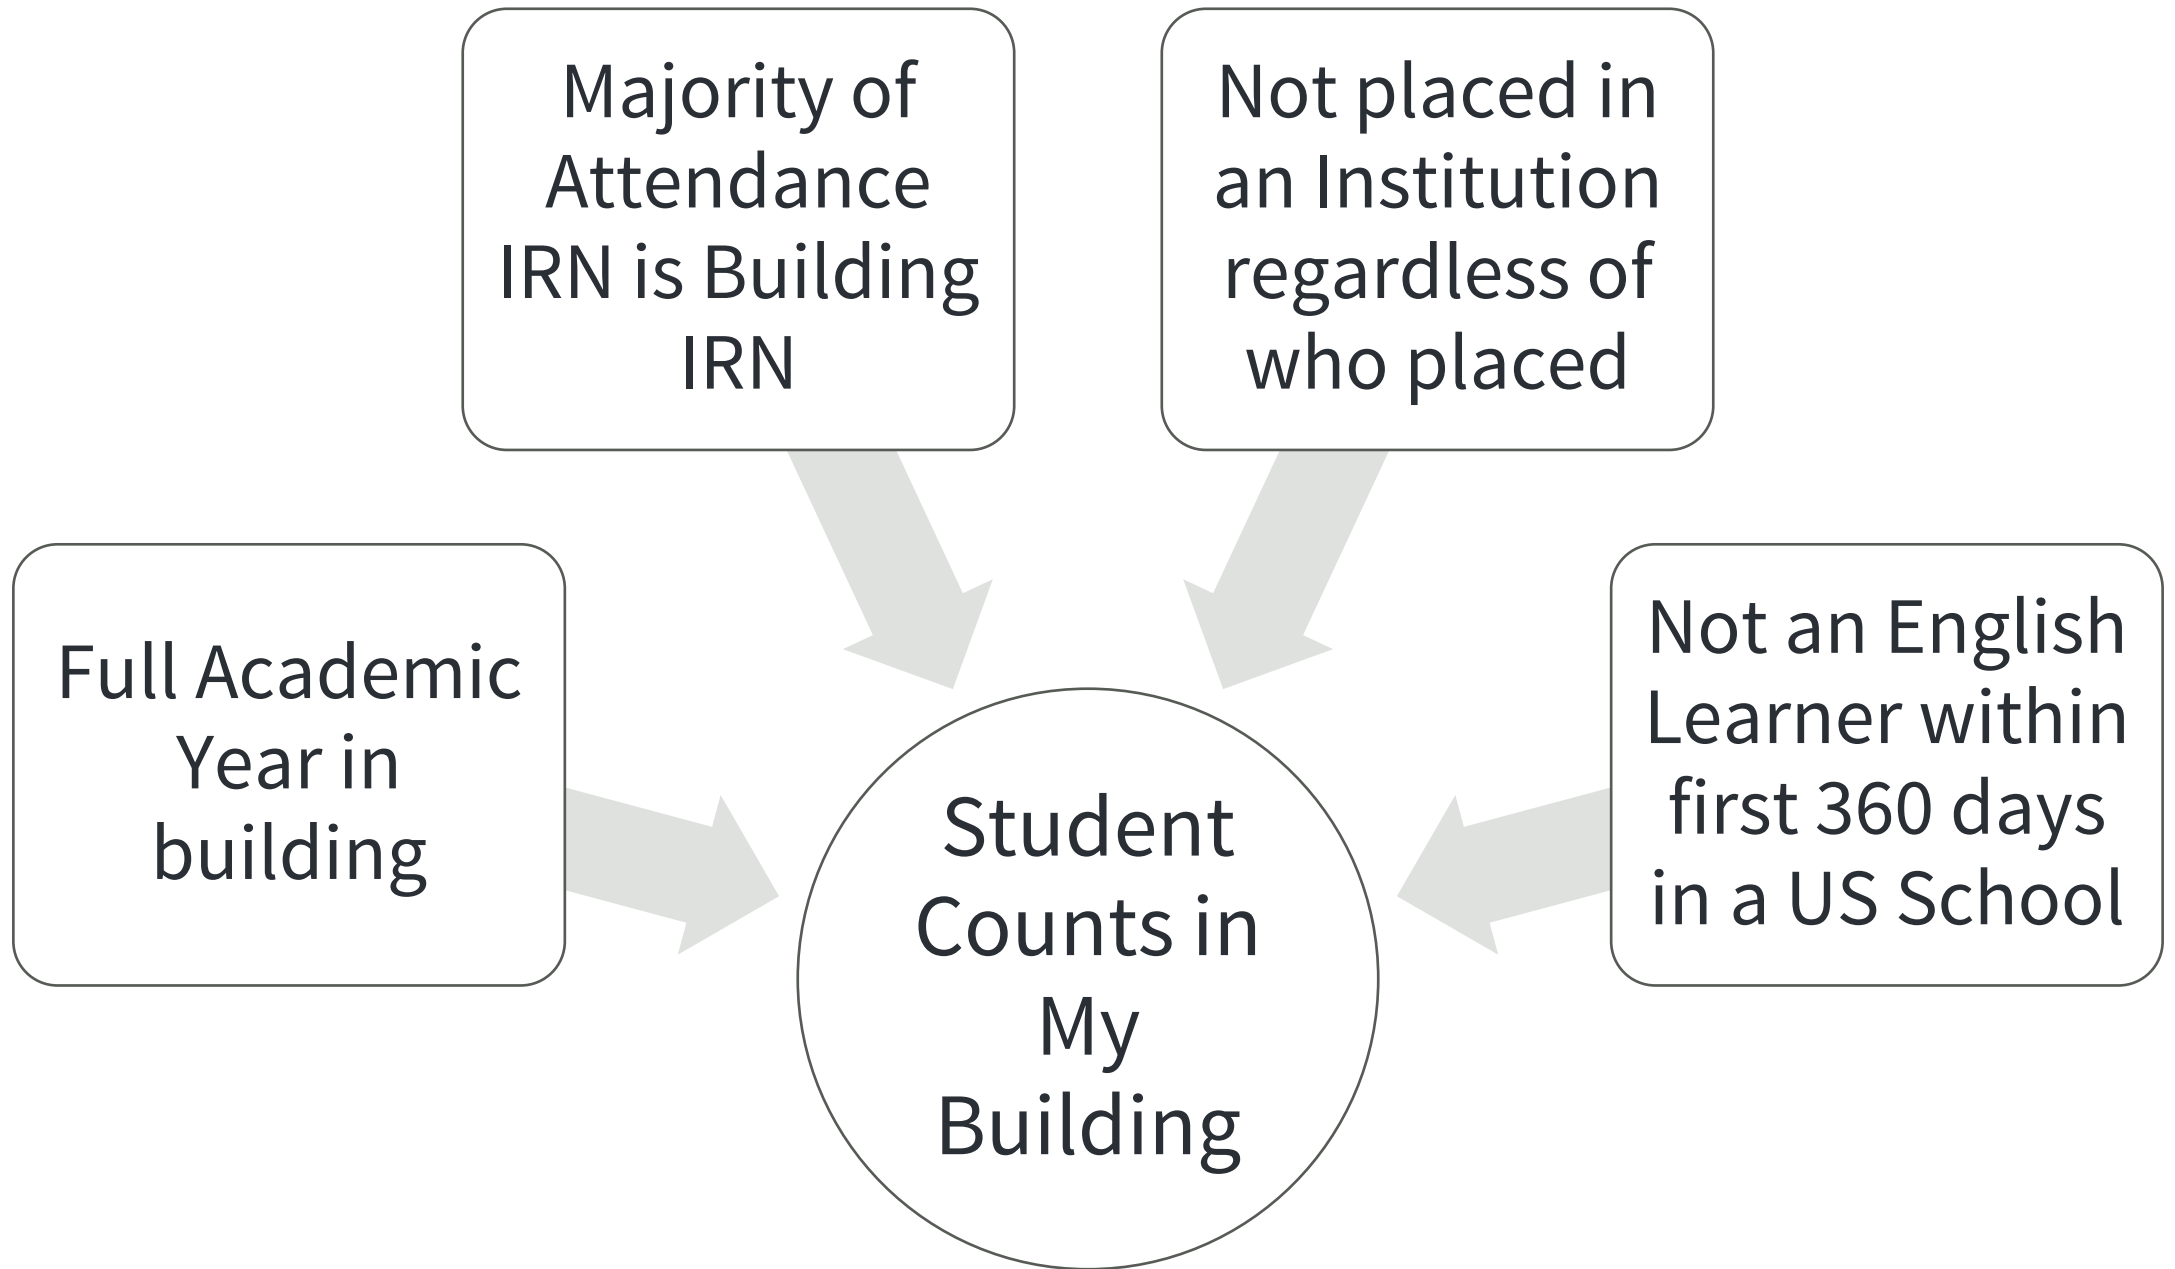 Majority of
Attendance
IRN is Building
IRN
Not placed in
an Institution
regardless of
who placed
Full Academic
Year in
building
Not an English
Learner within
first 360 days
in a US School
Student
Counts in
My
Building